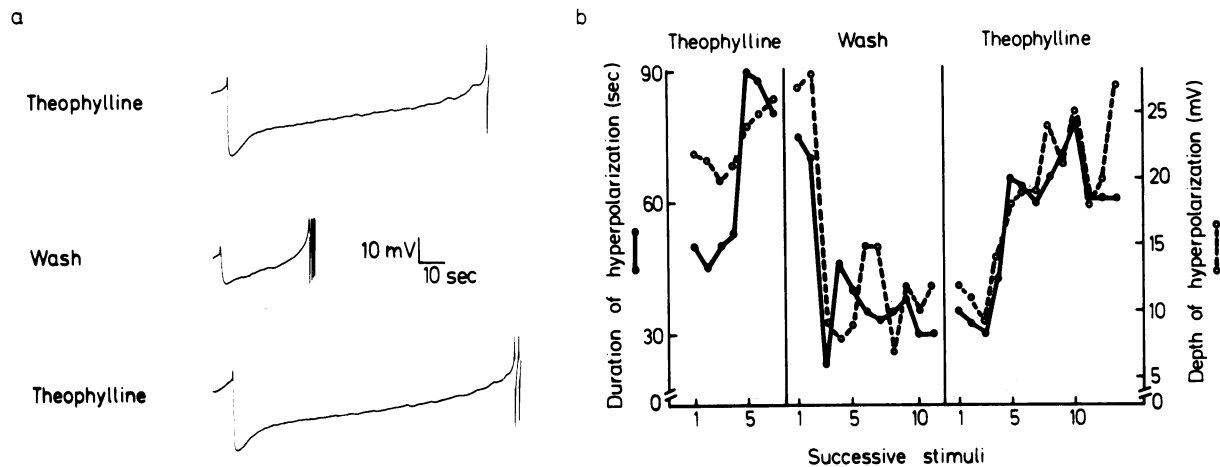 a
Theophylline
Wash
10 mV
10 sec
Theophylline
b
Theophylline Wash Theophylline
Duration of hyperpolarization (sec)
90
60
30
0
1 5 1 5 10 1 5 10
Successive stimuli
25
20
15
10
5
0
Depth of hyperpolarization (mV)